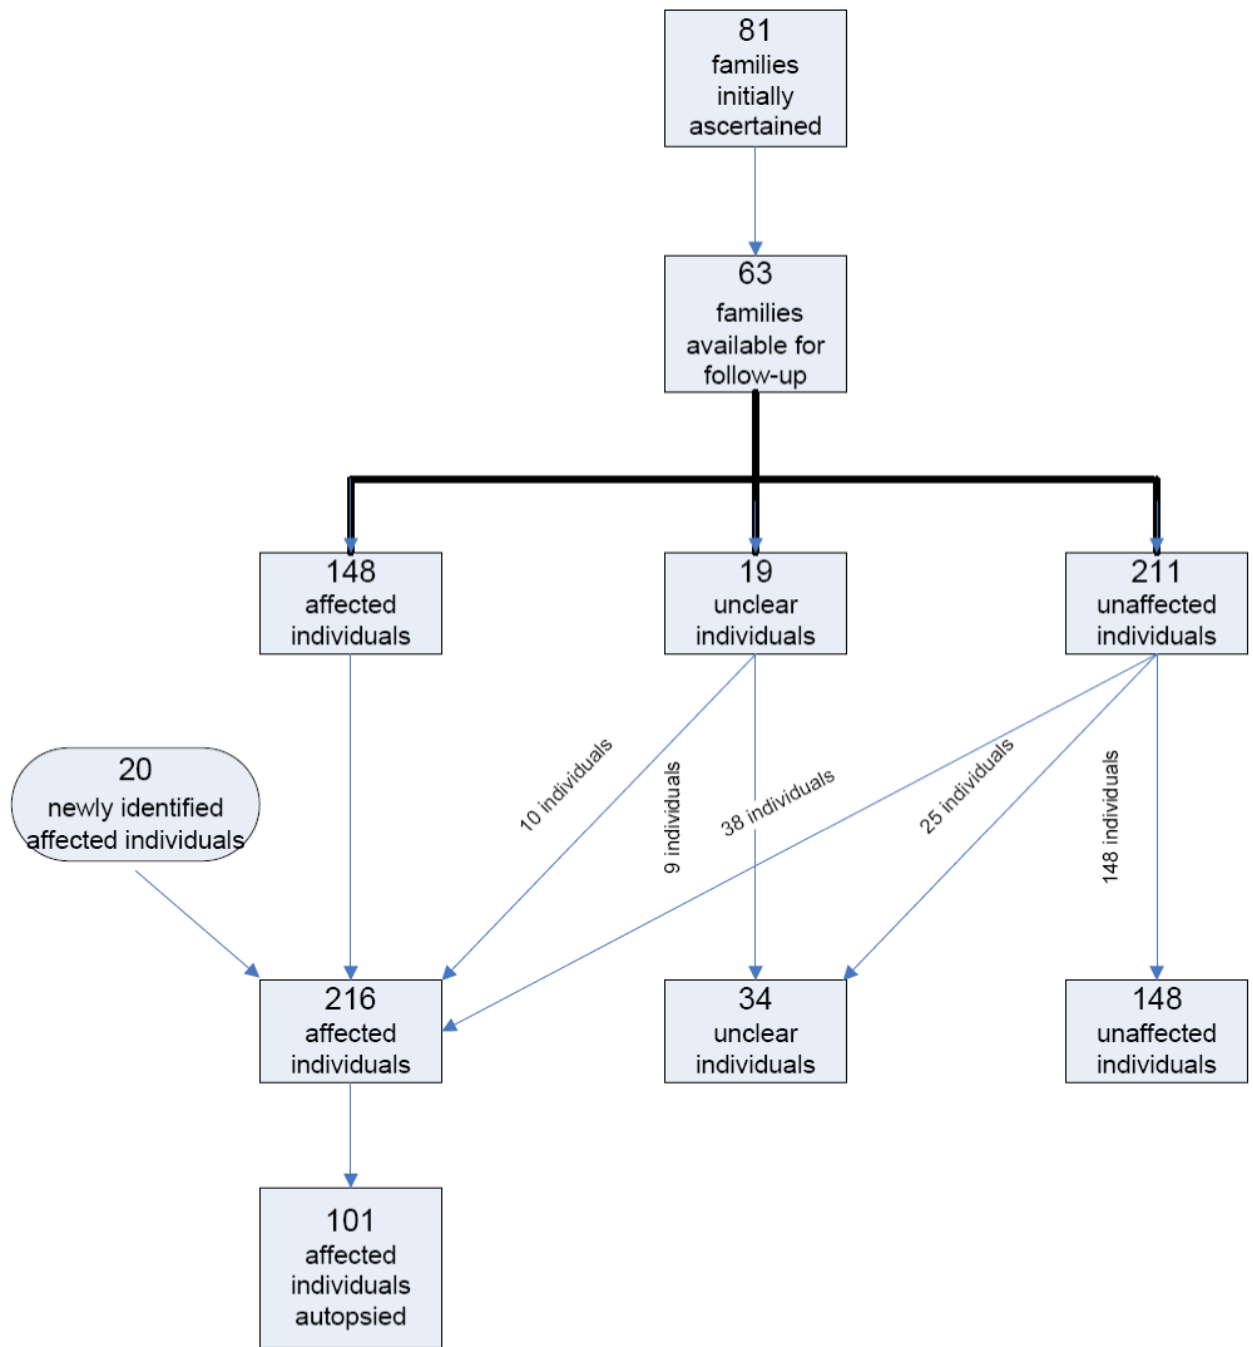 81
families
initially
ascertained
63
families
available for
follow-up
148
affected
individuals
19
unclear
individuals
211
unaffected
individuals
20
newly identified
affected individuals
10 individuals
9 individuals
38 individuals
25 individuals
148 individuals
216
affected
individuals
34
unclear
individuals
148
unaffected
individuals
101
affected
individuals
autopsied